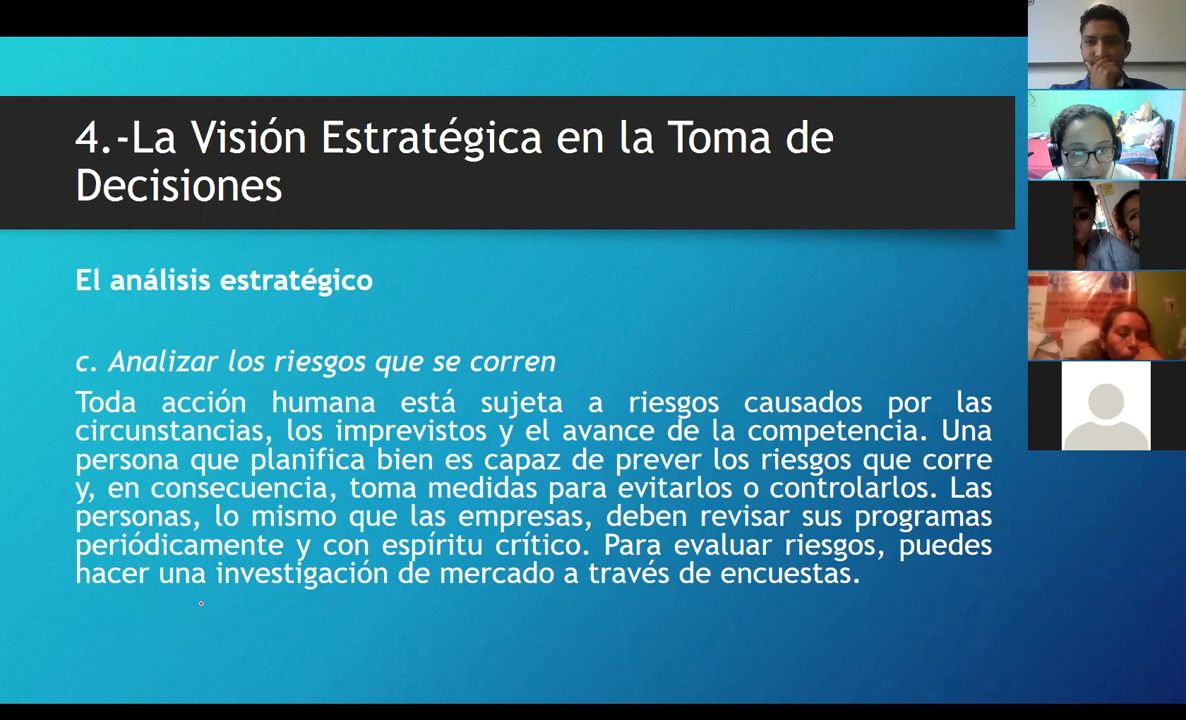 4.-La Visión Estratégica en la Toma de
Decisiones
El análisis estratégico
c. Analizar los riesgos que se corren
Toda acción humana está sujeta a riesgos causados por las
circunstancias, los imprevistos y el avance de la competencia. Una
persona que planifica bien es capaz de prever los riesgos que corre
y, en consecuencia, toma medidas para evitarlos o controlarlos. Las
personas, lo mismo que las empresas, deben revisar sus programas
periódicamente y con espíritu crítico. Para evaluar riesgos, puedes
hacer una investigación de mercado a través de encuestas.